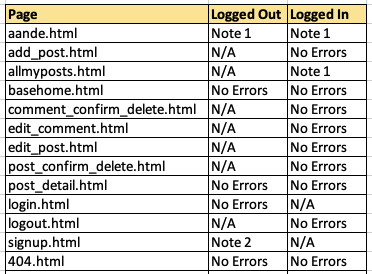 Page Logged Out Logged In
aande.html Note 1 Note 1
add_post.html N/A No Errors
allmyposts.html N/A Note 1
basehome.html No Errors No Errors
comment_confirm_delete.html N/A No Errors
edit_comment.html N/A No Errors
edit_post.html N/A No Errors
post_confirm_delete.html N/A No Errors
post_detail.html No Errors No Errors
login.html No Errors N/A
logout.html N/A No Errors
signup.html Note 2 N/A
404.html No Errors No Errors